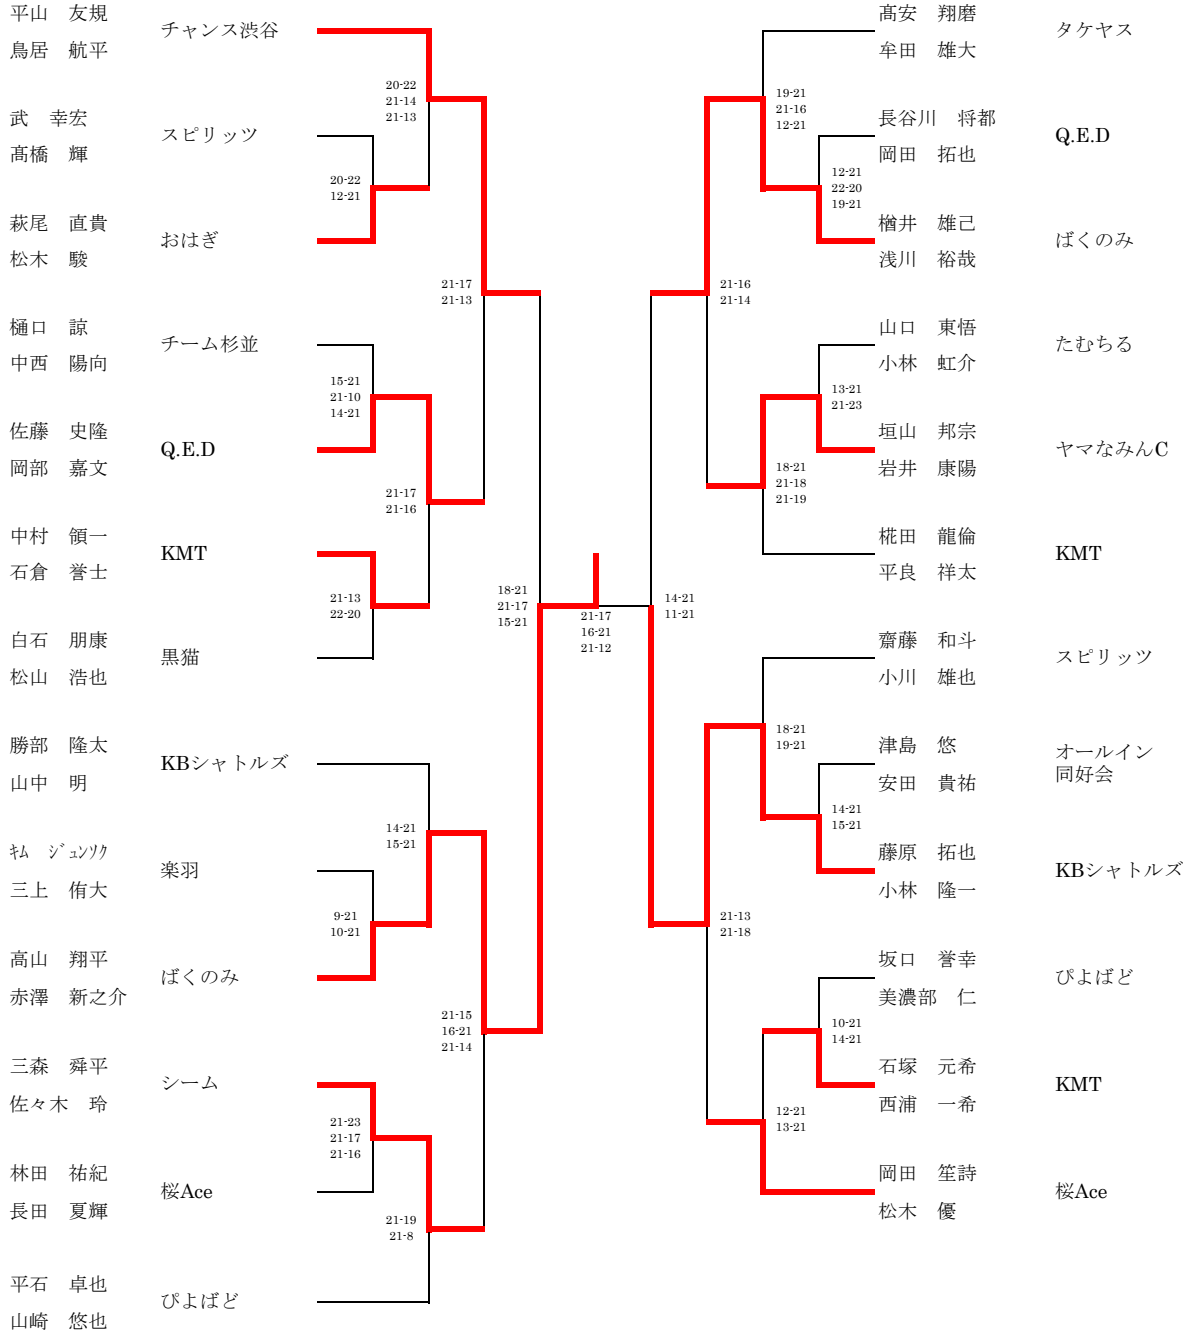 平山 友規
チャンス渋谷
鳥居 航平
20-22
21-14
21-13
武 幸宏
スピリッツ
髙橋 輝
20-22
12-21
萩尾 直貴
おはぎ
松木 駿
21-17
21-13
樋口 諒
チーム杉並
中西 陽向
15-21
21-10
14-21
佐藤 史隆
Q.E.D
岡部 嘉文
21-17
21-16
中村 領一
KMT
石倉 誉士
21-13
22-20
白石 朋康
黒猫
松山 浩也
18-21
21-17
15-21
勝部 隆太
KBシャトルズ
山中 明
14-21
15-21
ｷﾑ ｼﾞｭﾝｿｸ
楽羽
三上 侑大
9-21
10-21
高山 翔平
ばくのみ
赤澤 新之介
21-15
16-21
21-14
三森 舜平
シーム
佐々木 玲
21-23
21-17
21-16
林田 祐紀
桜Ace
長田 夏輝
21-19
21-8
平石 卓也
ぴよばど
山崎 悠也
21-17
16-21
21-12
髙安 翔磨
タケヤス
牟田 雄大
19-21
21-16
12-21
長谷川 将都
Q.E.D
岡田 拓也
12-21
22-20
19-21
楢井 雄己
ばくのみ
浅川 裕哉
21-16
21-14
山口 東悟
たむちる
小林 虹介
13-21
21-23
垣山 邦宗
ヤマなみんC
岩井 康陽
18-21
21-18
21-19
椛田 龍倫
KMT
平良 祥太
14-21
11-21
齋藤 和斗
スピリッツ
小川 雄也
18-21
19-21
津島 悠
オールイン
同好会
安田 貴祐
14-21
15-21
藤原 拓也
KBシャトルズ
小林 隆一
21-13
21-18
坂口 誉幸
ぴよばど
美濃部 仁
10-21
14-21
石塚 元希
KMT
西浦 一希
12-21
13-21
岡田 笙詩
桜Ace
松木 優